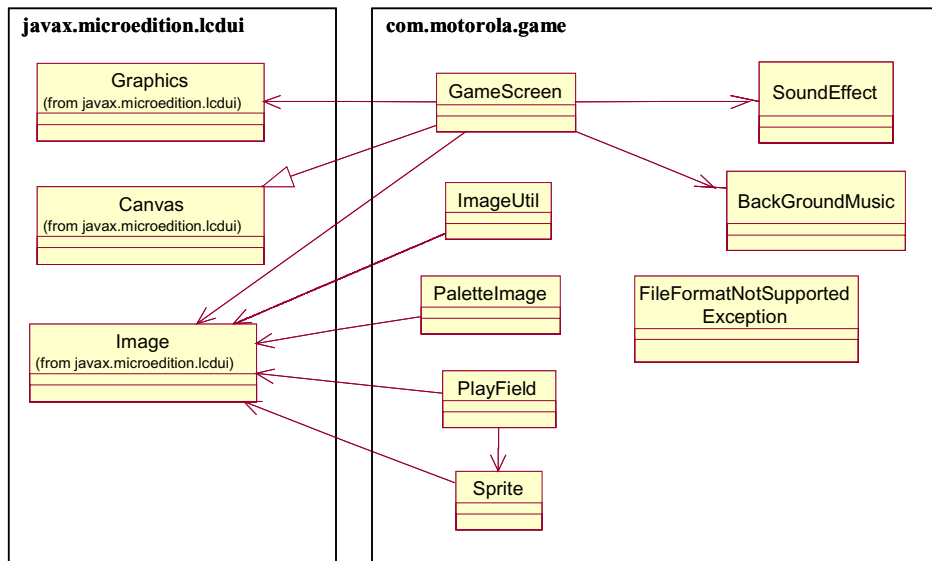 javax.microedition.lcdui
com.motorola.game
Graphics
(from javax.microedition.lcdui)
GameScreen
SoundEffect
Canvas
(from javax.microedition.lcdui)
ImageUtil
BackGroundMusic
PaletteImage
FileFormatNotSupported
Exception
Image
(from javax.microedition.lcdui)
PlayField
Sprite